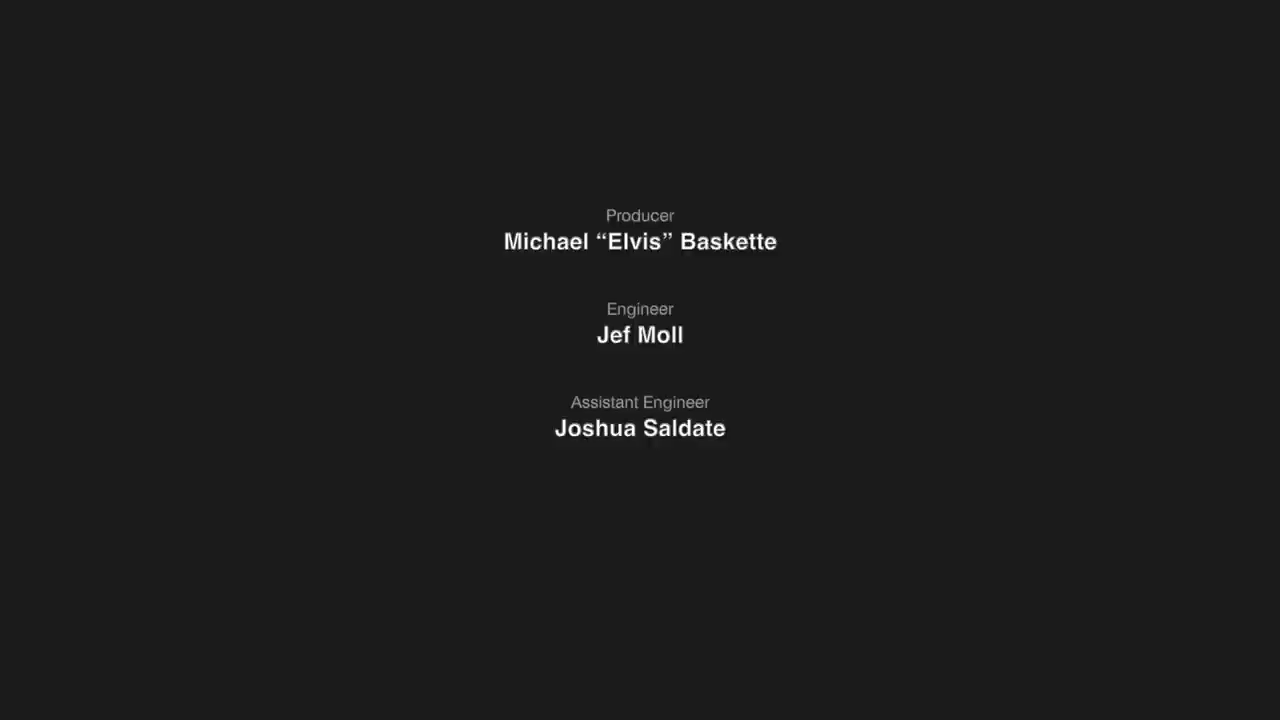 Producer
Michael “Elvis” Baskette
Engineer
Jef Moll
Assistant Engineer
Joshua Saldate